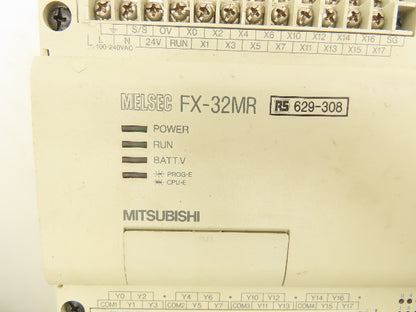 ⏚ S/S 0V X0 X2 X4 X6 X10 X12 X14 X16 SG
L N 24V RUN X1 X3 X5 X7 X11 X13 X15 X17
100-240VAC
MELSEC FX-32MR RS 629-308
POWER
RUN
BATT.V
PROG-E
CPU-E
MITSUBISHI
Y0 Y2 • Y4 Y6 • Y10 Y12 • Y14 Y16 •
COM1 Y1 Y3 COM2 Y5 Y7 COM3 Y11 Y13 COM4 Y15 Y17